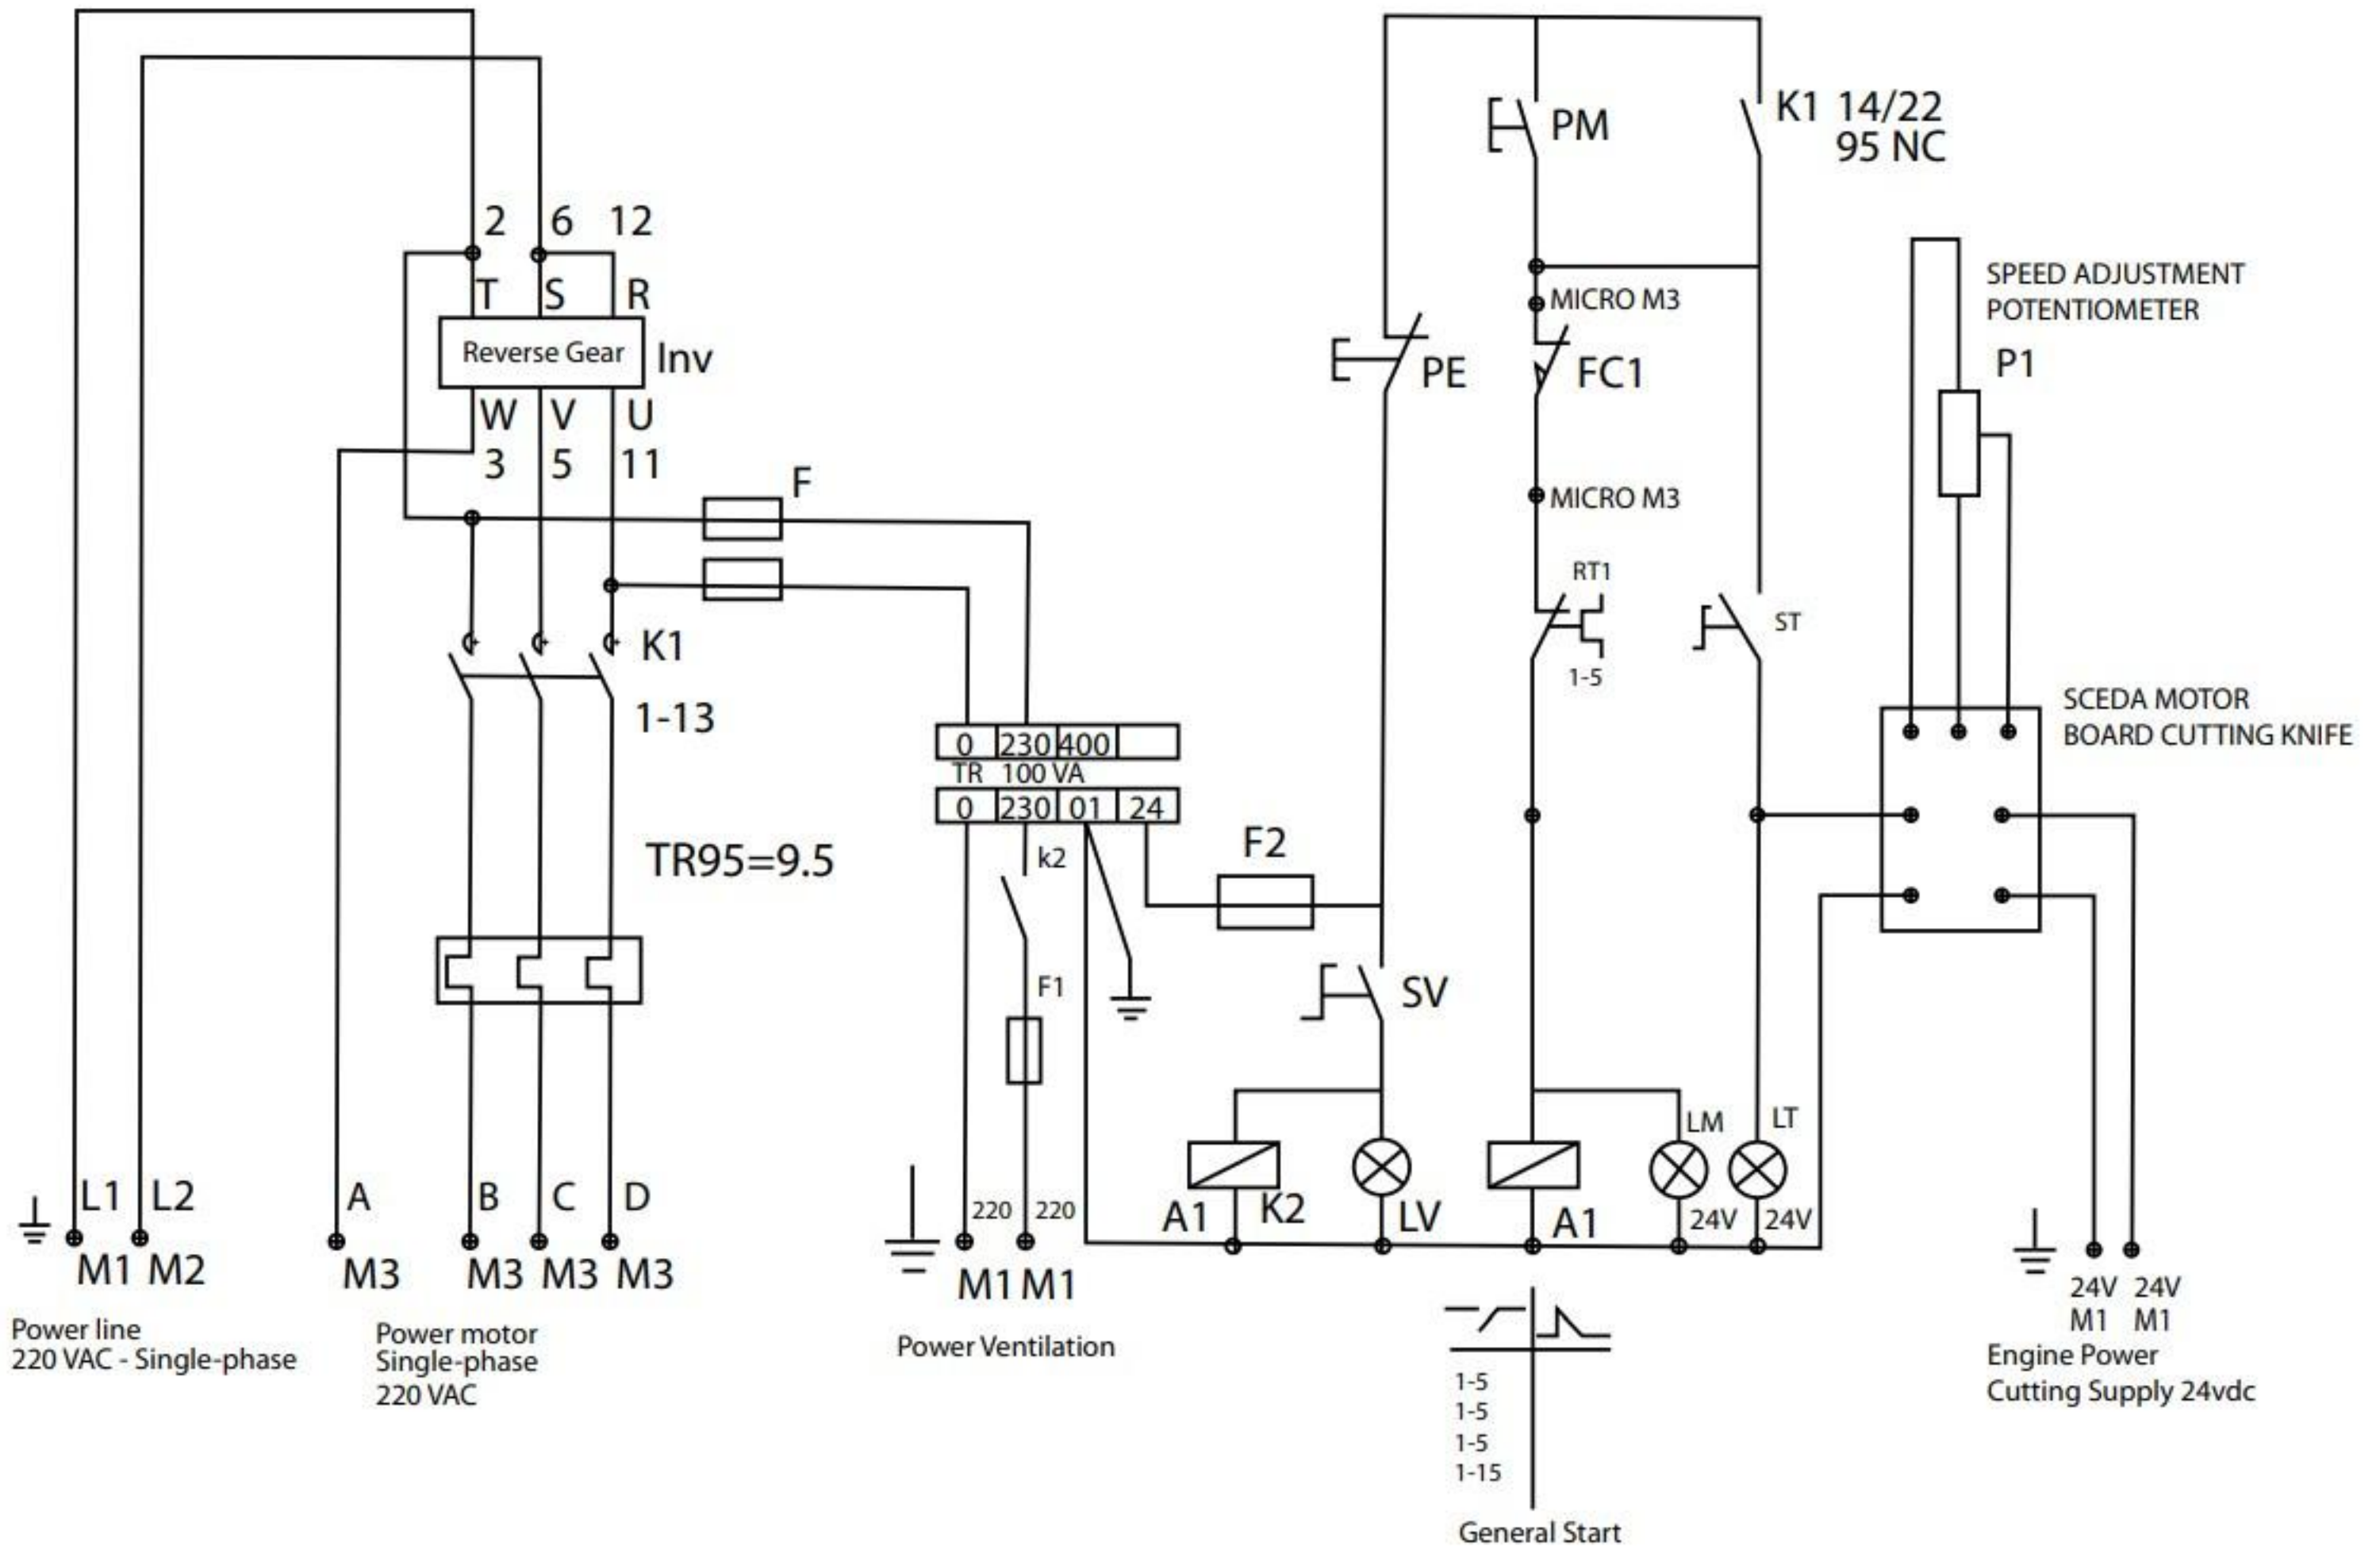 2 6 12
T S R
Reverse Gear
Inv
W V U
3 5 11
F
K1
1-13
TR95=9.5
L1 L2
M1 M2
Power line
220 VAC - Single-phase
A B C D
M3 M3 M3 M3
Power motor
Single-phase
220 VAC
0 230 400
TR 100 VA
0 230 01 24
k2
F1
F2
220 220
M1 M1
Power Ventilation
PM
K1 14/22
95 NC
MICRO M3
PE
FC1
MICRO M3
RT1
1-5
ST
SV
A1 K2
LV
A1
LM
24V
LT
24V
1-5
1-5
1-5
1-15
General Start
SPEED ADJUSTMENT
POTENTIOMETER
P1
SCEDA MOTOR
BOARD CUTTING KNIFE
24V 24V
M1 M1
Engine Power
Cutting Supply 24vdc